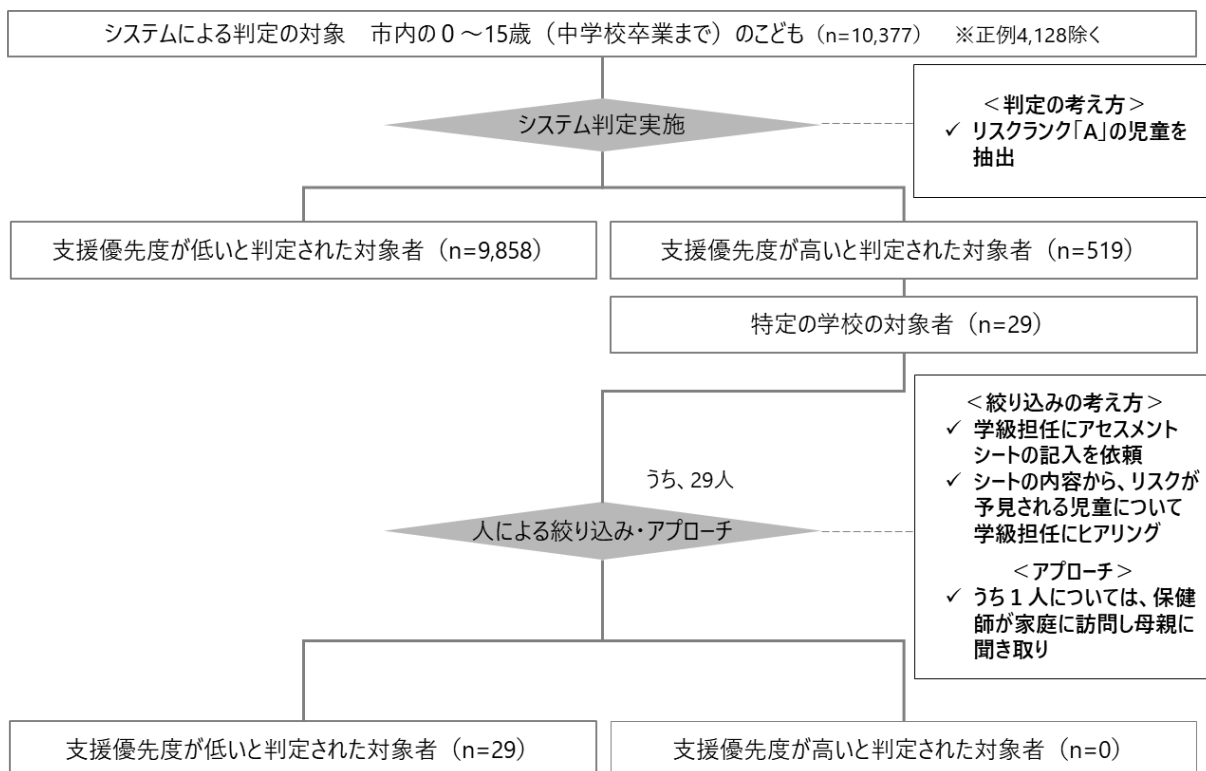 システムによる判定の対象　市内の０～15歳（中学校卒業まで）のこども（n=10,377）　※正例4,128除く
システム判定実施
＜判定の考え方＞
✓ リスクランク「A」の児童を
抽出
支援優先度が低いと判定された対象者（n=9,858）
支援優先度が高いと判定された対象者（n=519）
特定の学校の対象者（n=29）
うち、29人
人による絞り込み・アプローチ
＜絞り込みの考え方＞
✓ 学級担任にアセスメント
シートの記入を依頼
✓ シートの内容から、リスクが
予見される児童について
学級担任にヒアリング
＜アプローチ＞
✓ うち１人については、保健
師が家庭に訪問し母親に
聞き取り
支援優先度が低いと判定された対象者（n=29）
支援優先度が高いと判定された対象者（n=0）